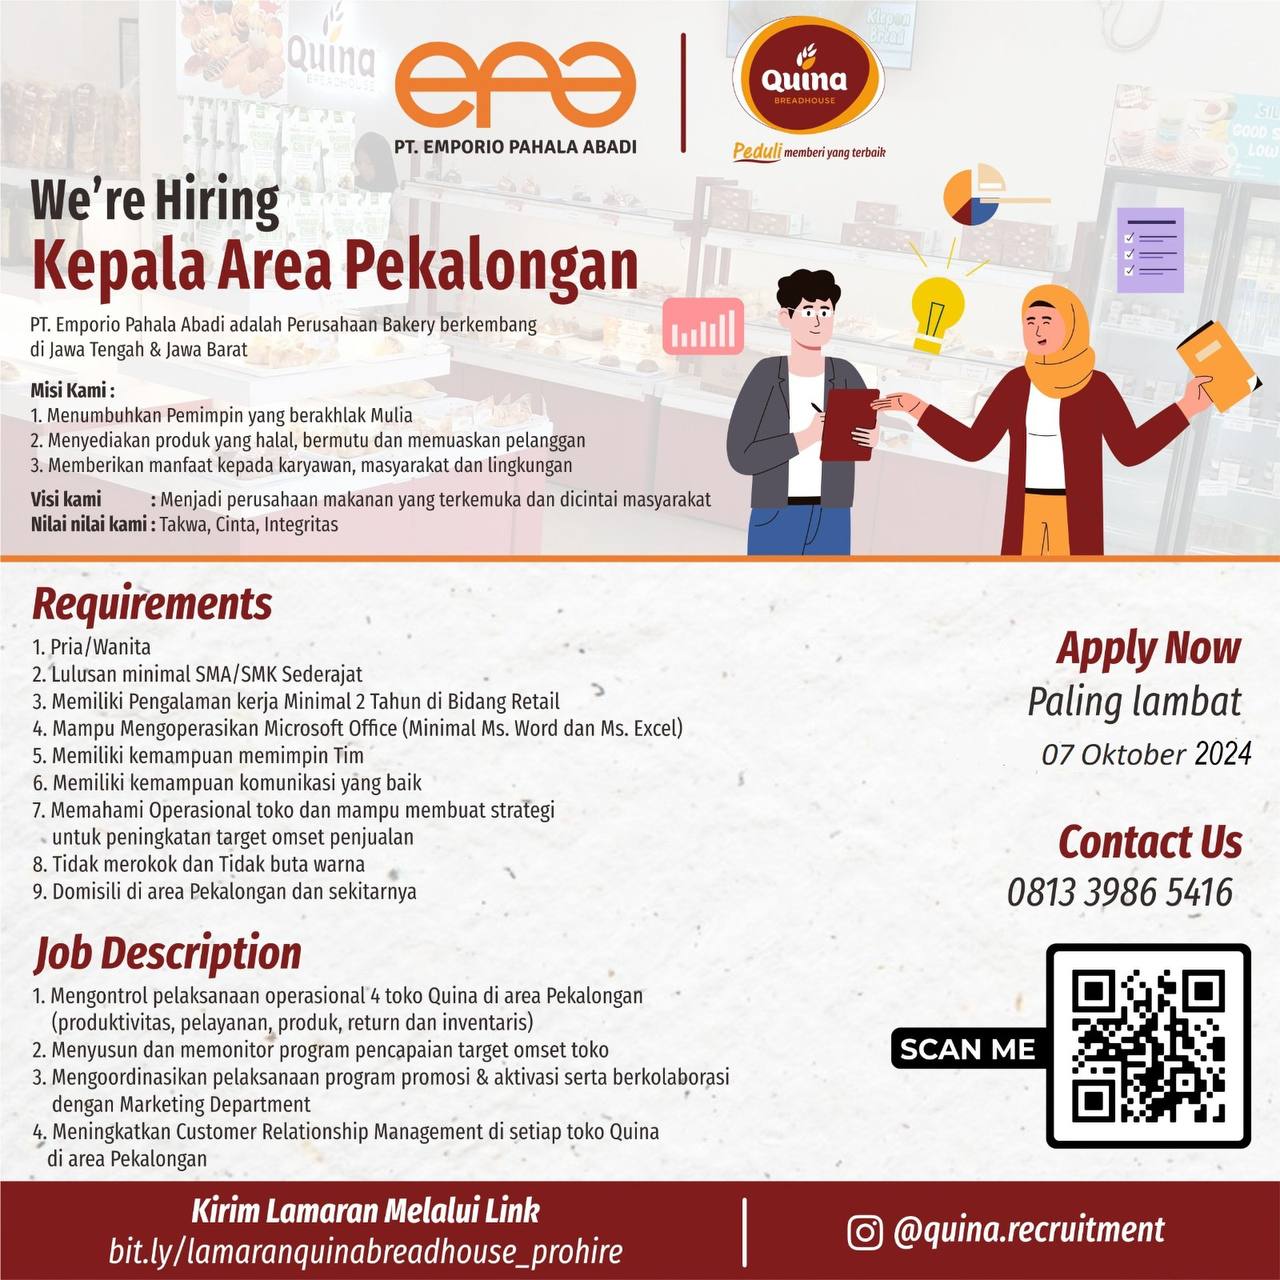 Quina
BREADHOUSE
Klepon
Bread
epa
PT. EMPORIO PAHALA ABADI
Quina
BREADHOUSE
Peduli memberi yang terbaik
GOOD
LOW
We're Hiring
Kepala Area Pekalongan
PT. Emporio Pahala Abadi adalah Perusahaan Bakery berkembang
di Jawa Tengah & Jawa Barat
Misi Kami :
1. Menumbuhkan Pemimpin yang berakhlak Mulia
2. Menyediakan produk yang halal, bermutu dan memuaskan pelanggan
3. Memberikan manfaat kepada karyawan, masyarakat dan lingkungan
Visi kami : Menjadi perusahaan makanan yang terkemuka dan dicintai masyarakat
Nilai nilai kami : Takwa, Cinta, Integritas
Requirements
1. Pria/Wanita
2. Lulusan minimal SMA/SMK Sederajat
3. Memiliki Pengalaman kerja Minimal 2 Tahun di Bidang Retail
4. Mampu Mengoperasikan Microsoft Office (Minimal Ms. Word dan Ms. Excel)
5. Memiliki kemampuan memimpin Tim
6. Memiliki kemampuan komunikasi yang baik
7. Memahami Operasional toko dan mampu membuat strategi
untuk peningkatan target omset penjualan
8. Tidak merokok dan Tidak buta warna
9. Domisili di area Pekalongan dan sekitarnya
Job Description
1. Mengontrol pelaksanaan operasional 4 toko Quina di area Pekalongan
(produktivitas, pelayanan, produk, return dan inventaris)
2. Menyusun dan memonitor program pencapaian target omset toko
3. Mengoordinasikan pelaksanaan program promosi & aktivasi serta berkolaborasi
dengan Marketing Department
4. Meningkatkan Customer Relationship Management di setiap toko Quina
di area Pekalongan
Apply Now
Paling lambat
07 Oktober 2024
Contact Us
0813 3986 5416
SCAN ME
Kirim Lamaran Melalui Link
bit.ly/lamaranquinabreadhouse_prohire
@quina.recruitment